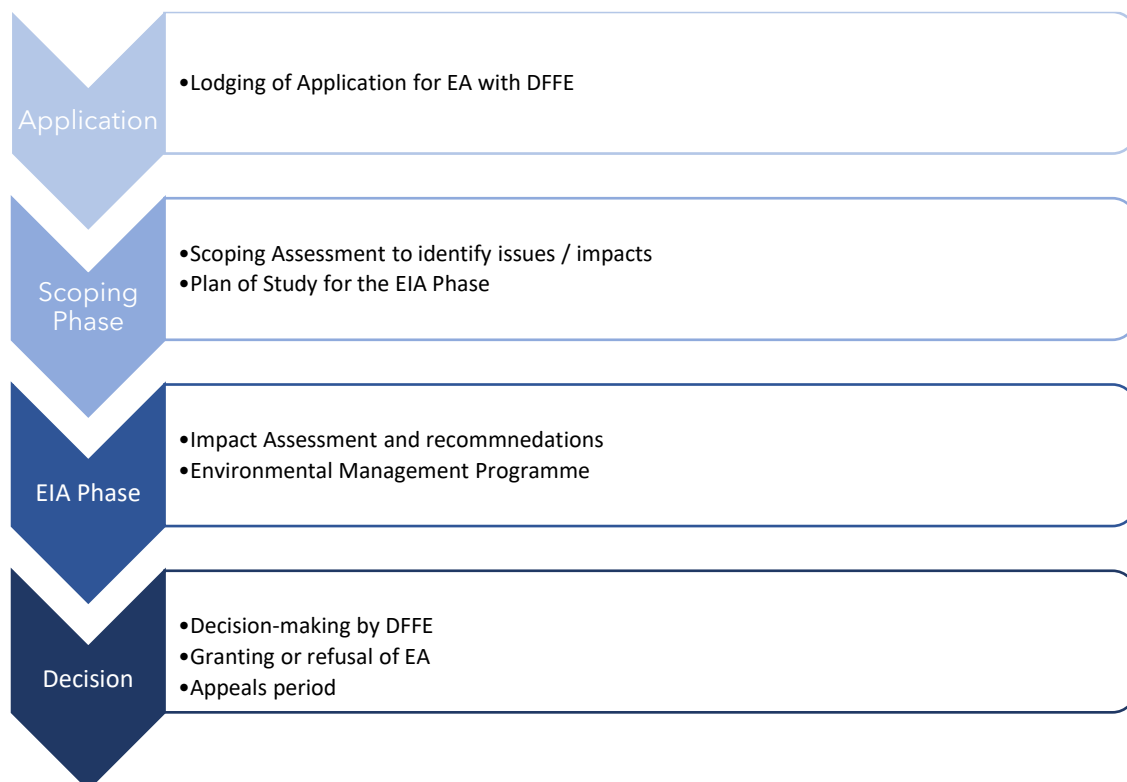 Application
•Lodging of Application for EA with DFFE
Scoping
Phase
•Scoping Assessment to identify issues / impacts
•Plan of Study for the EIA Phase
EIA Phase
•Impact Assessment and recommnedations
•Environmental Management Programme
Decision
•Decision-making by DFFE
•Granting or refusal of EA
•Appeals period